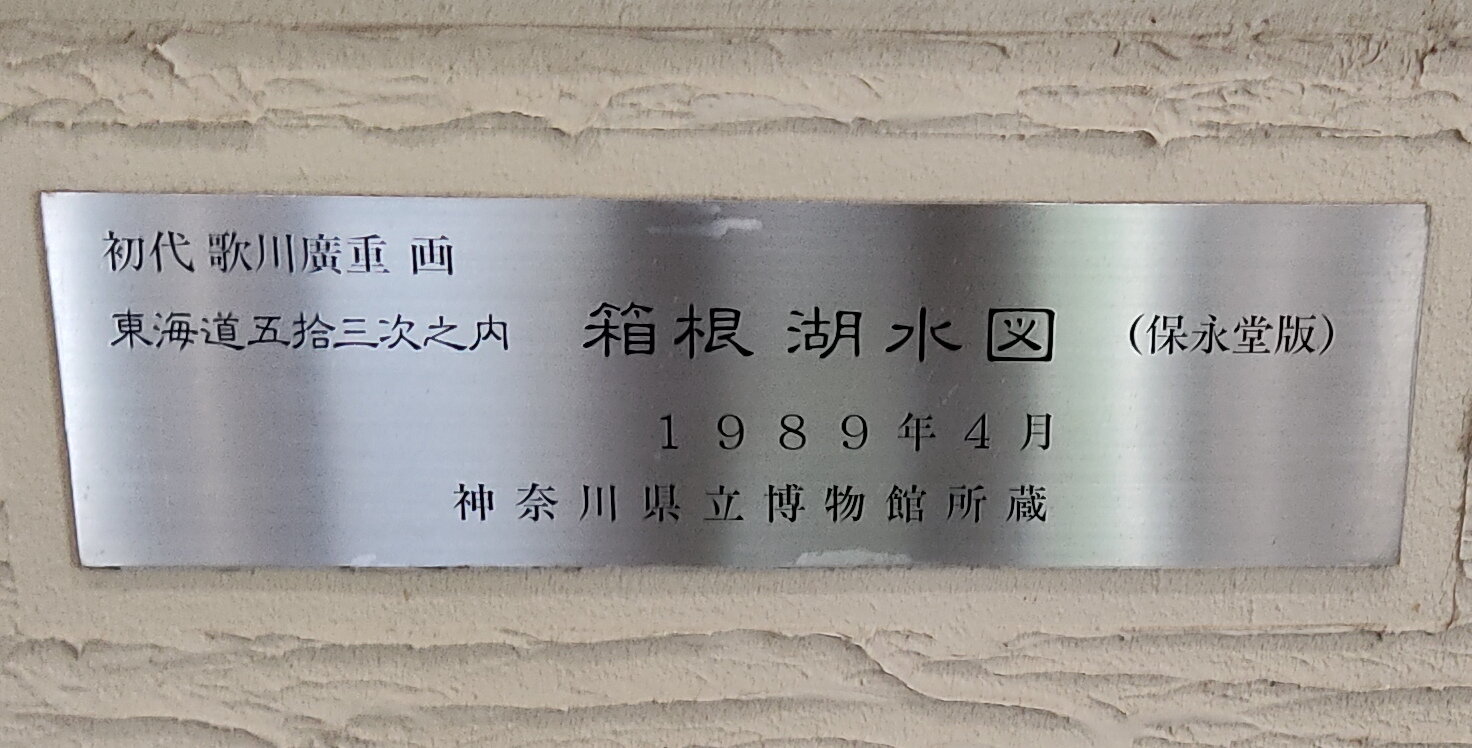 初代 歌川廣重 画
東海道五拾三次之内 箱根 湖水図 (保永堂版)
1989年4月
神奈川県立博物館所蔵